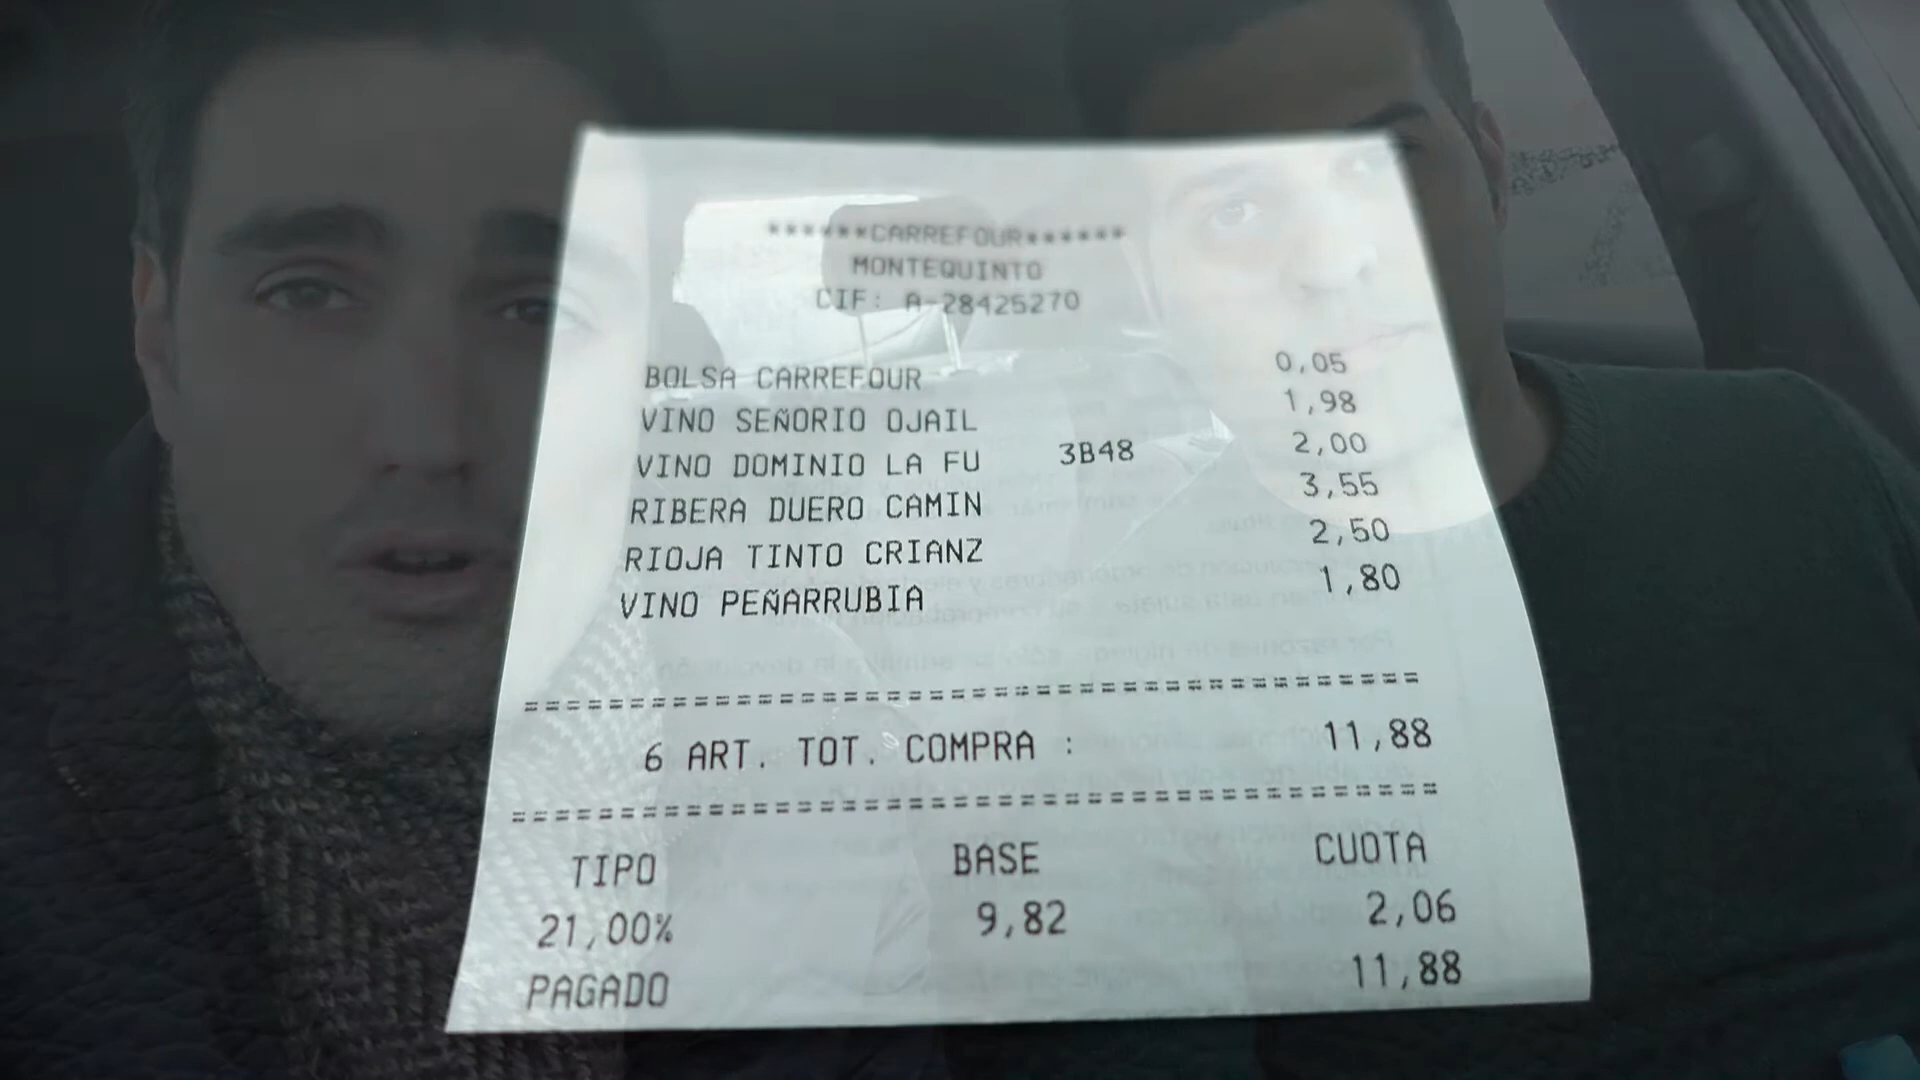 ******CARREFOUR******
MONTEQUINTO
CIF: A-28425270
BOLSA CARREFOUR 0,05
VINO SEÑORIO OJAIL 1,98
VINO DOMINIO LA FU 3B48 2,00
RIBERA DUERO CAMIN 3,55
RIOJA TINTO CRIANZ 2,50
VINO PEÑARRUBIA 1,80
========================================
6 ART. TOT. COMPRA : 11,88
========================================
TIPO BASE CUOTA
21,00% 9,82 2,06
PAGADO 11,88